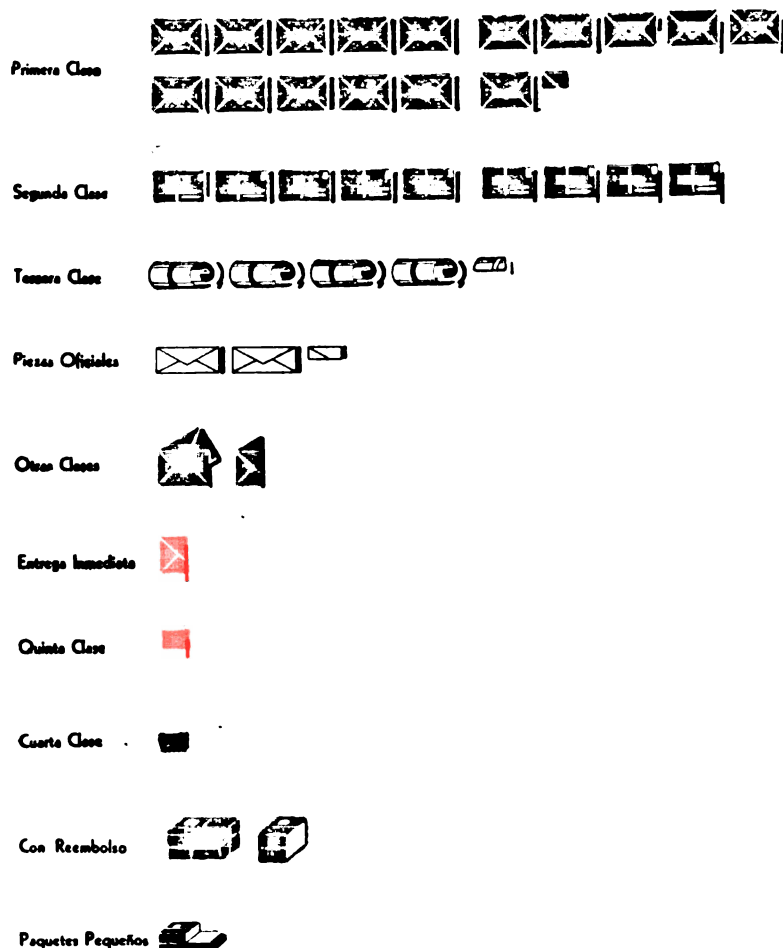 Primera Clase
Segunda Clase
Tercera Clase
Piezas Oficiales
Otras Clases
Entrega Inmediata
Quinta Clase
Cuarta Clase
Con Reembolso
Paquetes Pequeños